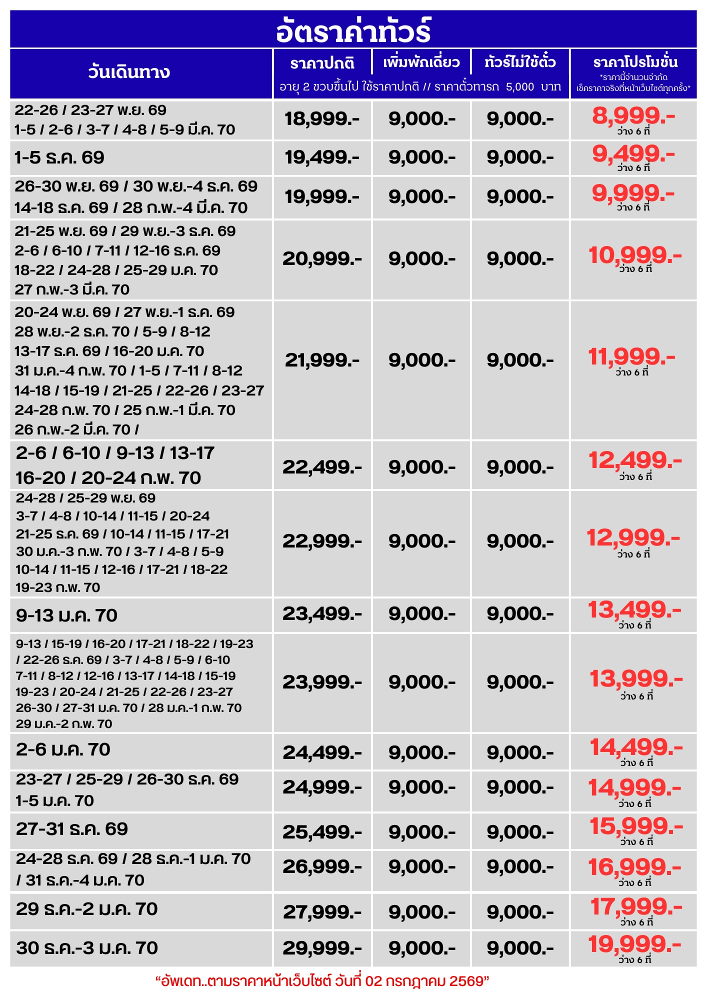 อัตราค่าทัวร์
วันเดินทาง
ราคาปกติ
เพิ่มพักเดี่ยว
ทัวร์ไม่ใช้ตั๋ว
อายุ 2 ขวบขึ้นไป ใช้ราคาปกติ // ราคาตั๋วทารก 5,000 บาท
ราคาโปรโมชั่น
*ราคานี้จำนวนจำกัด
เช็คราคาจริงที่หน้าเว็บไซต์ทุกครั้ง*
22-26 / 23-27 พ.ย. 69
1-5 / 2-6 / 3-7 / 4-8 / 5-9 มี.ค. 70
18,999.-
9,000.-
9,000.-
8,999.-
ว่าง 6 ที่
1-5 ธ.ค. 69
19,499.-
9,000.-
9,000.-
9,499.-
ว่าง 6 ที่
26-30 พ.ย. 69 / 30 พ.ย.-4 ธ.ค. 69
14-18 ธ.ค. 69 / 28 ก.พ.-4 มี.ค. 70
19,999.-
9,000.-
9,000.-
9,999.-
ว่าง 6 ที่
21-25 พ.ย. 69 / 29 พ.ย.-3 ธ.ค. 69
2-6 / 6-10 / 7-11 / 12-16 ธ.ค. 69
18-22 / 24-28 / 25-29 ม.ค. 70
27 ก.พ.-3 มี.ค. 70
20,999.-
9,000.-
9,000.-
10,999.-
ว่าง 6 ที่
20-24 พ.ย. 69 / 27 พ.ย.-1 ธ.ค. 69
28 พ.ย.-2 ธ.ค. 70 / 5-9 / 8-12
13-17 ธ.ค. 69 / 16-20 ม.ค. 70
31 ม.ค.-4 ก.พ. 70 / 1-5 / 7-11 / 8-12
14-18 / 15-19 / 21-25 / 22-26 / 23-27
24-28 ก.พ. 70 / 25 ก.พ.-1 มี.ค. 70
26 ก.พ.-2 มี.ค. 70 /
21,999.-
9,000.-
9,000.-
11,999.-
ว่าง 6 ที่
2-6 / 6-10 / 9-13 / 13-17
16-20 / 20-24 ก.พ. 70
22,499.-
9,000.-
9,000.-
12,499.-
ว่าง 6 ที่
24-28 / 25-29 พ.ย. 69
3-7 / 4-8 / 10-14 / 11-15 / 20-24
21-25 ธ.ค. 69 / 10-14 / 11-15 / 17-21
30 ม.ค.-3 ก.พ. 70 / 3-7 / 4-8 / 5-9
10-14 / 11-15 / 12-16 / 17-21 / 18-22
19-23 ก.พ. 70
22,999.-
9,000.-
9,000.-
12,999.-
ว่าง 6 ที่
9-13 ม.ค. 70
23,499.-
9,000.-
9,000.-
13,499.-
ว่าง 6 ที่
9-13 / 15-19 / 16-20 / 17-21 / 18-22 / 19-23
/ 22-26 ธ.ค. 69 / 3-7 / 4-8 / 5-9 / 6-10
7-11 / 8-12 / 12-16 / 13-17 / 14-18 / 15-19
19-23 / 20-24 / 21-25 / 22-26 / 23-27
26-30 / 27-31 ม.ค. 70 / 28 ม.ค.-1 ก.พ. 70
29 ม.ค.-2 ก.พ. 70
23,999.-
9,000.-
9,000.-
13,999.-
ว่าง 6 ที่
2-6 ม.ค. 70
24,499.-
9,000.-
9,000.-
14,499.-
ว่าง 6 ที่
23-27 / 25-29 / 26-30 ธ.ค. 69
1-5 ม.ค. 70
24,999.-
9,000.-
9,000.-
14,999.-
ว่าง 6 ที่
27-31 ธ.ค. 69
25,499.-
9,000.-
9,000.-
15,999.-
ว่าง 6 ที่
24-28 ธ.ค. 69 / 28 ธ.ค.-1 ม.ค. 70
/ 31 ธ.ค.-4 ม.ค. 70
26,999.-
9,000.-
9,000.-
16,999.-
ว่าง 6 ที่
29 ธ.ค.-2 ม.ค. 70
27,999.-
9,000.-
9,000.-
17,999.-
ว่าง 6 ที่
30 ธ.ค.-3 ม.ค. 70
29,999.-
9,000.-
9,000.-
19,999.-
ว่าง 6 ที่
“อัพเดท..ตามราคาหน้าเว็บไซต์ วันที่ 02 กรกฎาคม 2569”